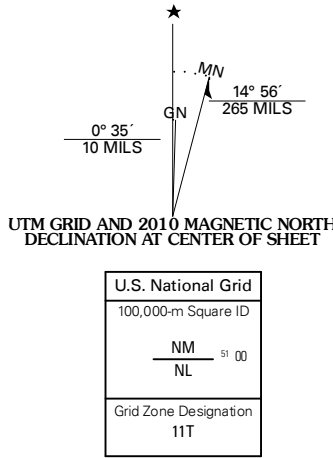 ★
MN
14° 56´
265 MILS
GN
0° 35´
10 MILS
UTM GRID AND 2010 MAGNETIC NORTH
DECLINATION AT CENTER OF SHEET
U.S. National Grid
100,000-m Square ID
NM
51 00
NL
Grid Zone Designation
11T